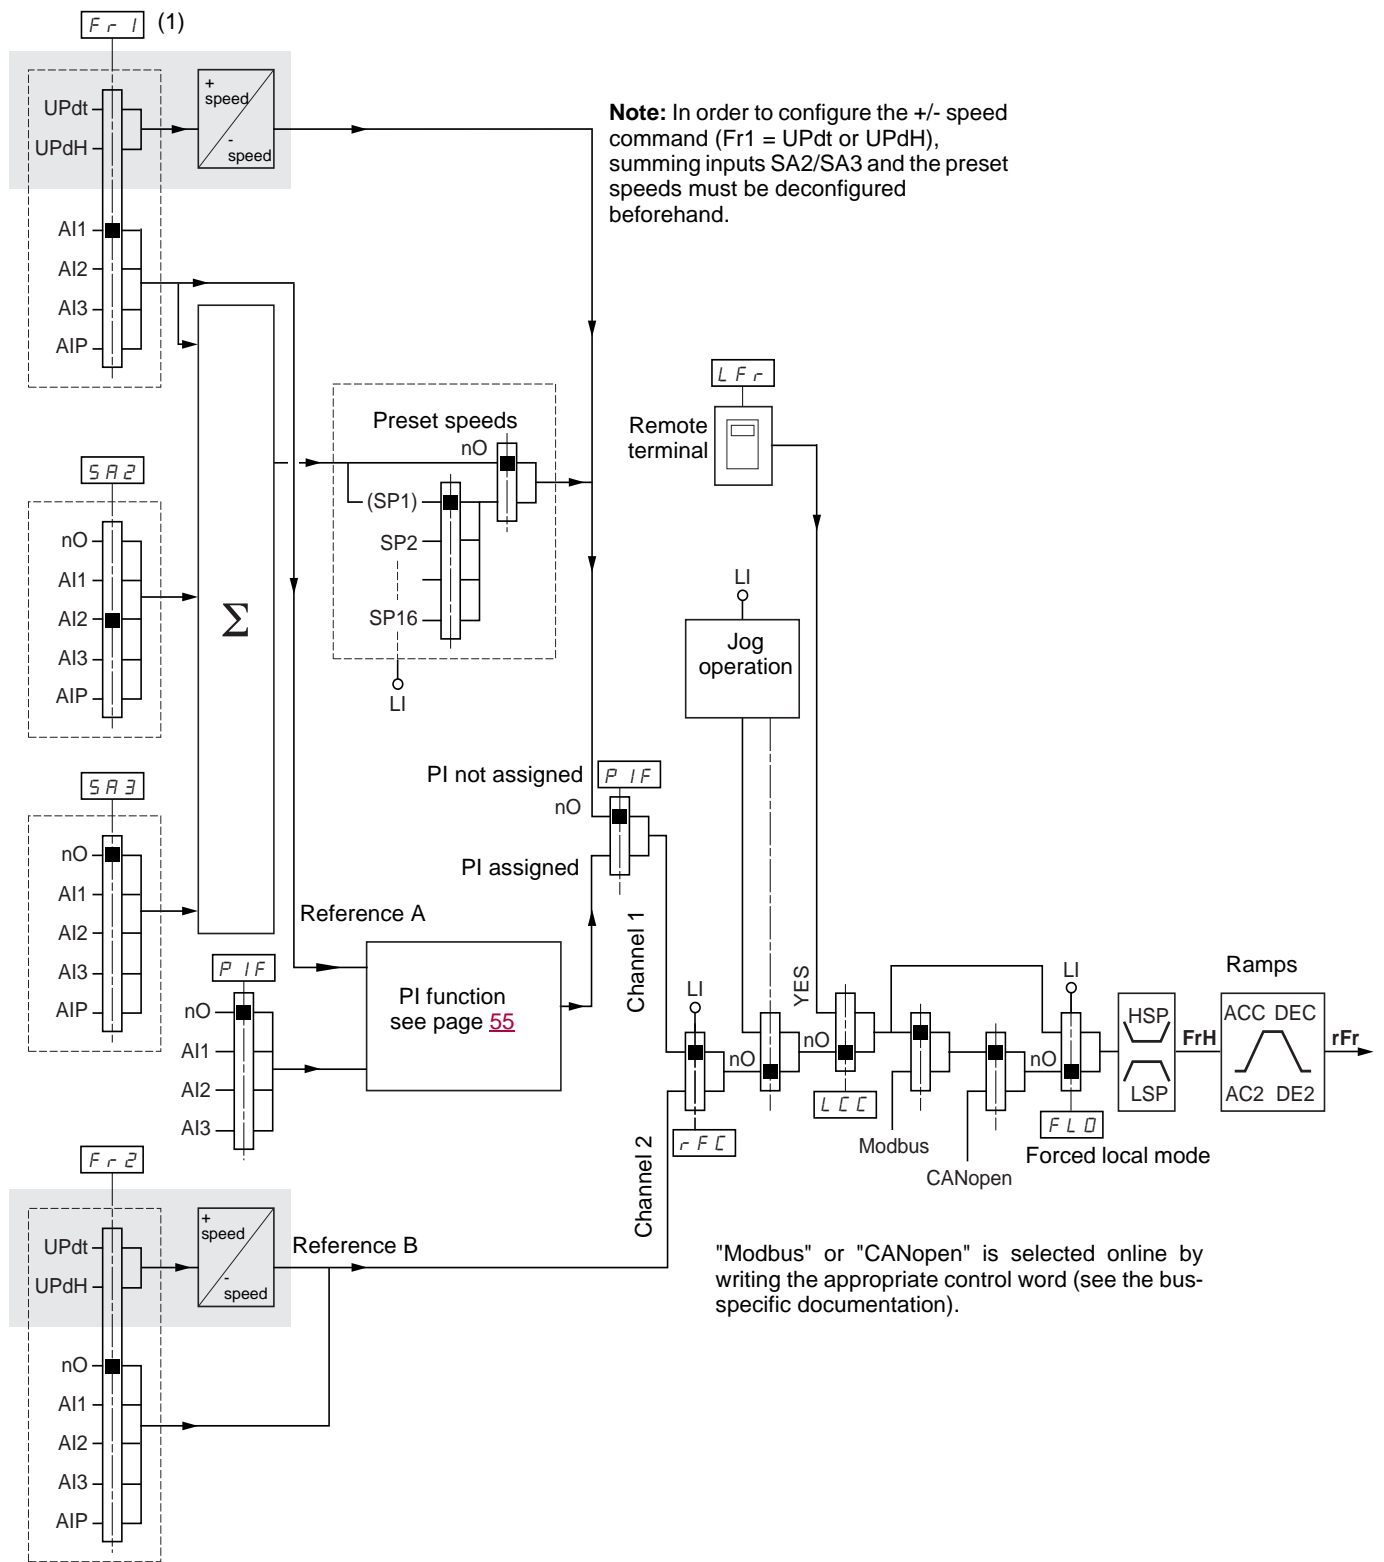 Fr1 (1)
+
speed
-
speed
UPdt
UPdH
AI1
AI2
AI3
AIP
Note: In order to configure the +/- speed
command (Fr1 = UPdt or UPdH),
summing inputs SA2/SA3 and the preset
speeds must be deconfigured
beforehand.
SA2
nO
AI1
AI2
AI3
AIP
Σ
Preset speeds
nO
(SP1)
SP2
SP16
LI
LFr
Remote
terminal
LI
Jog
operation
SA3
nO
AI1
AI2
AI3
AIP
PI not assigned
PIF
nO
PI assigned
Reference A
PIF
nO
AI1
AI2
AI3
PI function
see page 55
Channel 1
Channel 2
LI
rFC
nO
YES
nO
LCC
Modbus
CANopen
nO
LI
FLO
Forced local mode
HSP
LSP
FrH
Ramps
ACC DEC
AC2 DE2
rFr
Fr2
+
speed
-
speed
Reference B
UPdt
UPdH
nO
AI1
AI2
AI3
AIP
"Modbus" or "CANopen" is selected online by
writing the appropriate control word (see the bus-
specific documentation).